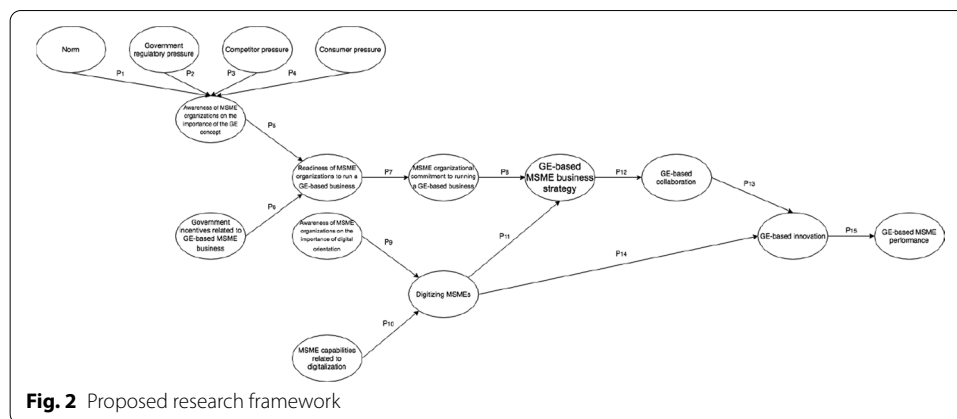 Norm
Government
regulatory pressure
Competitor pressure
Consumer pressure
P1
P2
P3
P4
Awareness of MSME
organizations on the
importance of the GE
concept
P5
Readiness of MSME
organizations to run a
GE-based business
P7
MSME organizational
commitment to running
a GE-based business
P8
GE-based
MSME business
strategy
P12
GE-based
collaboration
P13
Government
incentives related to
GE-based MSME
business
P6
Awareness of MSME
organizations on the
importance of digital
orientation
P9
P11
P14
GE-based innovation
P15
GE-based MSME
performance
Digitizing MSMEs
P10
MSME capabilities
related to
digitalization
Fig. 2 Proposed research framework